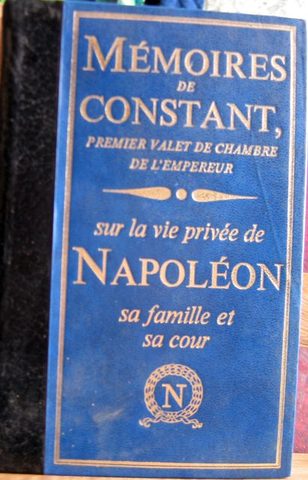 MÉMOIRES
DE
CONSTANT,
PREMIER VALET DE CHAMBRE
DE L'EMPEREUR
sur la vie privée de
NAPOLÉON
sa famille et
sa cour
N